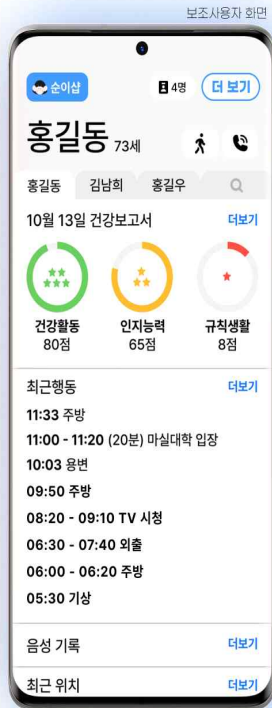 보조사용자 화면
순이샵 4명 더 보기
홍길동 73세
홍길동 김남희 홍길우
10월 13일 건강보고서 더보기
건강활동 인지능력 규칙생활
80점 65점 8점
최근행동 더보기
11:33 주방
11:00 - 11:20 (20분) 마실대학 입장
10:03 용변
09:50 주방
08:20 - 09:10 TV 시청
06:30 - 07:40 외출
06:00 - 06:20 주방
05:30 기상
음성 기록 더보기
최근 위치 더보기